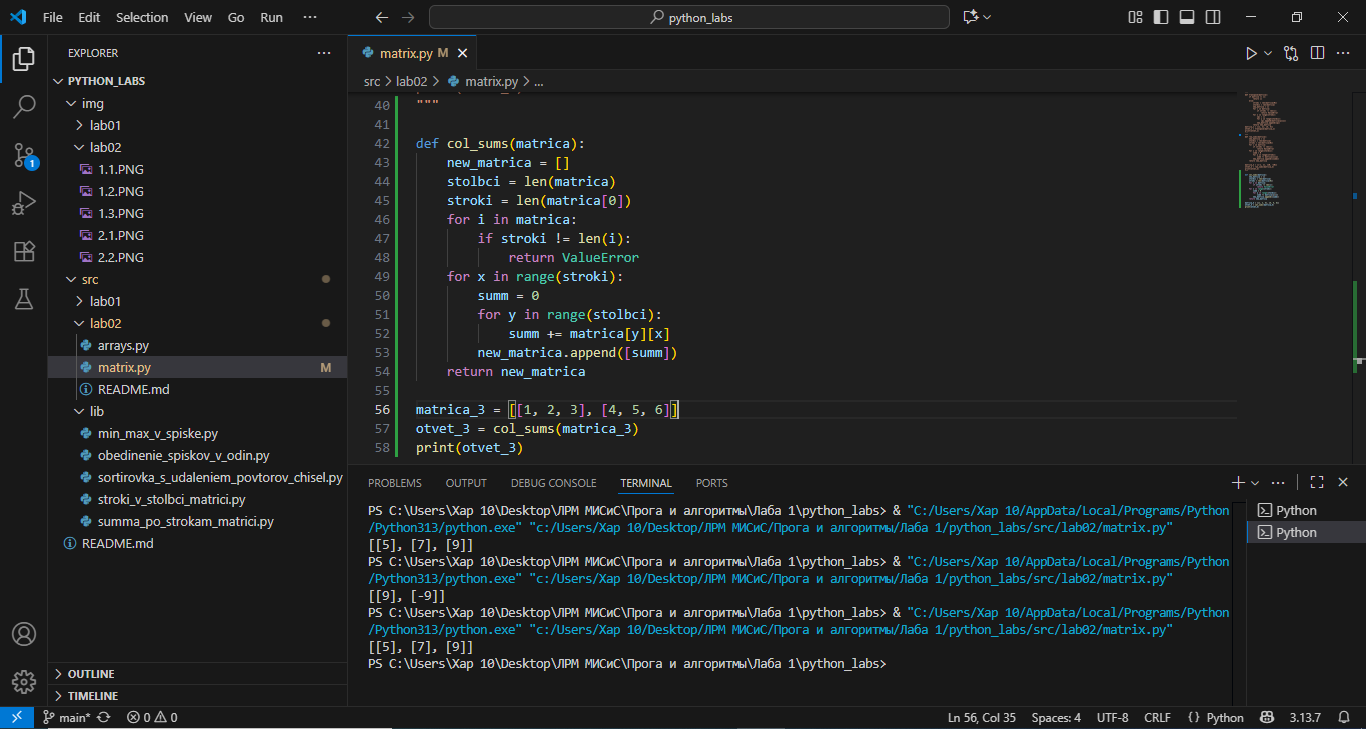 File Edit Selection View Go Run ··· python_labs
EXPLORER ···
PYTHON_LABS
img
lab01
lab02
1.1.PNG
1.2.PNG
1.3.PNG
2.1.PNG
2.2.PNG
src
lab01
lab02
arrays.py
matrix.py M
README.md
lib
min_max_v_spiske.py
obedinenie_spiskov_v_odin.py
sortirovka_s_udaleniem_povtorov_chisel.py
stroki_v_stolbci_matrici.py
summa_po_strokam_matrici.py
README.md
OUTLINE
TIMELINE
1
matrix.py M
src > lab02 > matrix.py > ...
40 """
41
42 def col_sums(matrica):
43 new_matrica = []
44 stolbci = len(matrica)
45 stroki = len(matrica[0])
46 for i in matrica:
47 if stroki != len(i):
48 return ValueError
49 for x in range(stroki):
50 summ = 0
51 for y in range(stolbci):
52 summ += matrica[y][x]
53 new_matrica.append([summ])
54 return new_matrica
55
56 matrica_3 = [[1, 2, 3], [4, 5, 6]]
57 otvet_3 = col_sums(matrica_3)
58 print(otvet_3)
PROBLEMS OUTPUT DEBUG CONSOLE TERMINAL PORTS
PS C:\Users\Xap 10\Desktop\ЛРМ МИСиС\Прога и алгоритмы\Лаба 1\python_labs> & "C:/Users/Xap 10/AppData/Local/Programs/Python
/Python313/python.exe" "c:/Users/Xap 10/Desktop/ЛРМ МИСиС/Прога и алгоритмы/Лаба 1/python_labs/src/lab02/matrix.py"
[[5], [7], [9]]
PS C:\Users\Xap 10\Desktop\ЛРМ МИСиС\Прога и алгоритмы\Лаба 1\python_labs> & "C:/Users/Xap 10/AppData/Local/Programs/Python
/Python313/python.exe" "c:/Users/Xap 10/Desktop/ЛРМ МИСиС/Прога и алгоритмы/Лаба 1/python_labs/src/lab02/matrix.py"
[[9], [-9]]
PS C:\Users\Xap 10\Desktop\ЛРМ МИСиС\Прога и алгоритмы\Лаба 1\python_labs> & "C:/Users/Xap 10/AppData/Local/Programs/Python
/Python313/python.exe" "c:/Users/Xap 10/Desktop/ЛРМ МИСиС/Прога и алгоритмы/Лаба 1/python_labs/src/lab02/matrix.py"
[[5], [7], [9]]
PS C:\Users\Xap 10\Desktop\ЛРМ МИСиС\Прога и алгоритмы\Лаба 1\python_labs>
Python
Python
main* 0 0 Ln 56, Col 35 Spaces: 4 UTF-8 CRLF {} Python 3.13.7